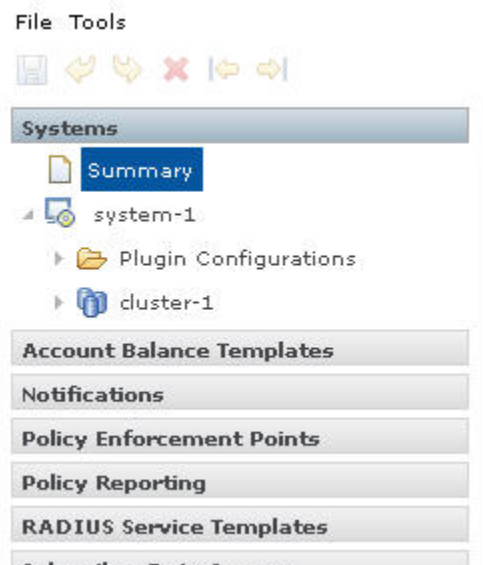 File Tools
Systems
Summary
system-1
Plugin Configurations
cluster-1
Account Balance Templates
Notifications
Policy Enforcement Points
Policy Reporting
RADIUS Service Templates